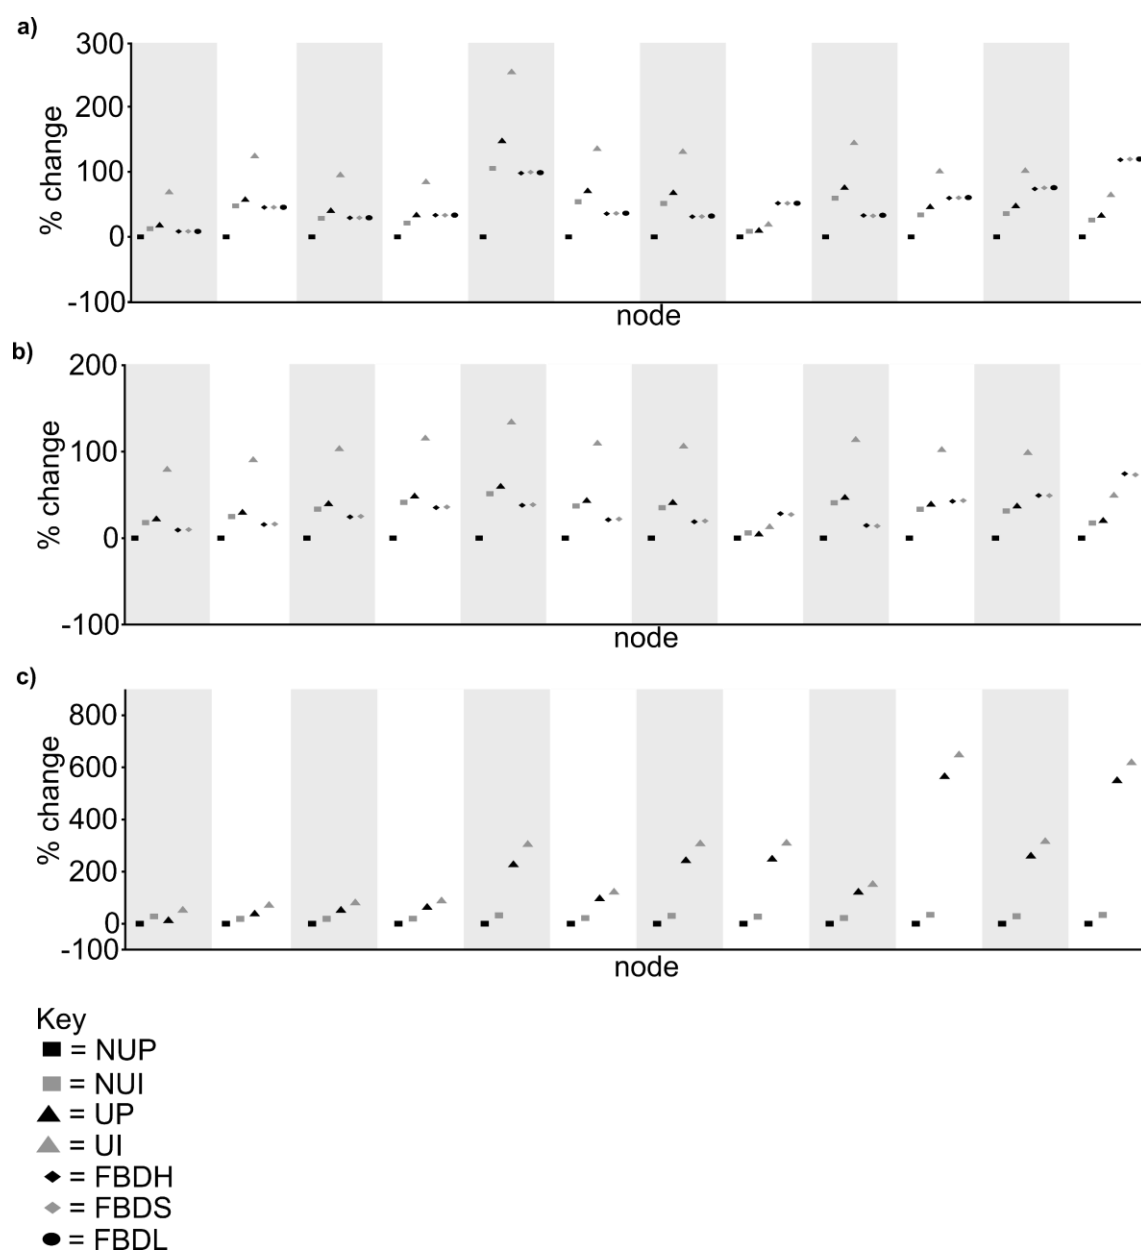 a)
% change
300
200
100
0
-100
node
b)
% change
200
100
0
-100
node
c)
% change
800
600
400
200
0
-100
node
Key
= NUP
= NUI
= UP
= UI
= FBDH
= FBDS
= FBDL